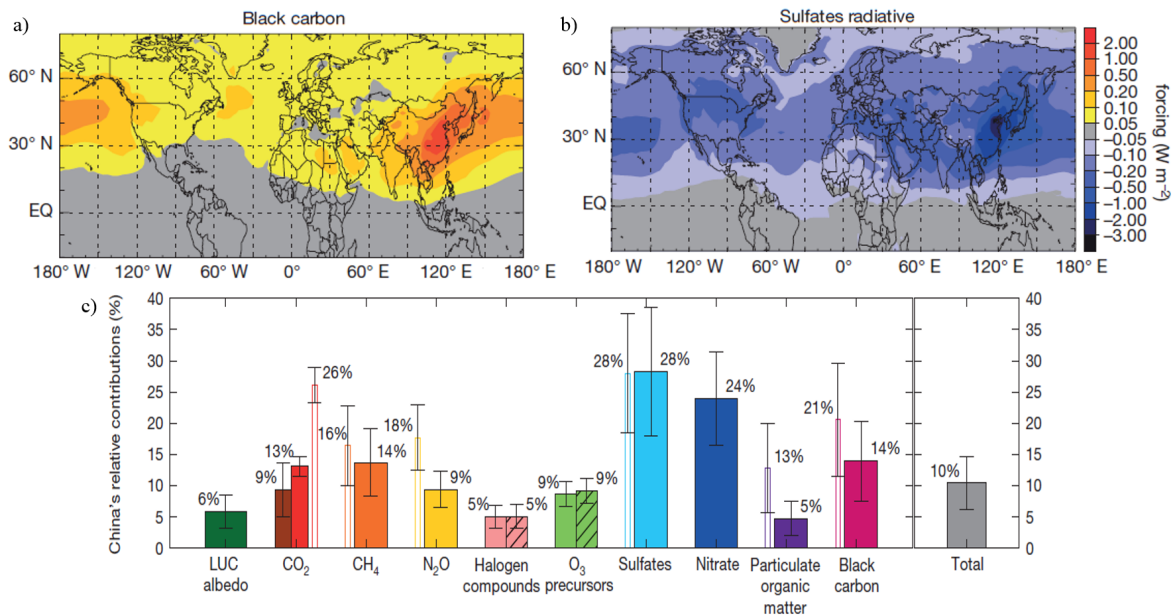 a)
Black carbon
60° N
30° N
EQ
180° W
120° W
60° W
0°
60° E
120° E
180° E
b)
Sulfates radiative
60° N
30° N
EQ
180° W
120° W
60° W
0°
60 E
120° E
180° E
2.00
1.00
0.50
0.20
0.10
0.05
−0.05
−0.10
−0.20
−0.50
−1.00
−2.00
−3.00
forcing (W m-2)
c)
China's relative contributions (%)
40
35
30
25
20
15
10
5
0
6%
9%
13%
26%
16%
14%
18%
9%
5%
5%
9%
9%
28%
28%
24%
13%
5%
21%
14%
10%
40
35
30
25
20
15
10
5
0
LUC
albedo
CO2
CH4
N2O
Halogen
compounds
O3
precursors
Sulfates
Nitrate
Particulate
organic
matter
Black
carbon
Total